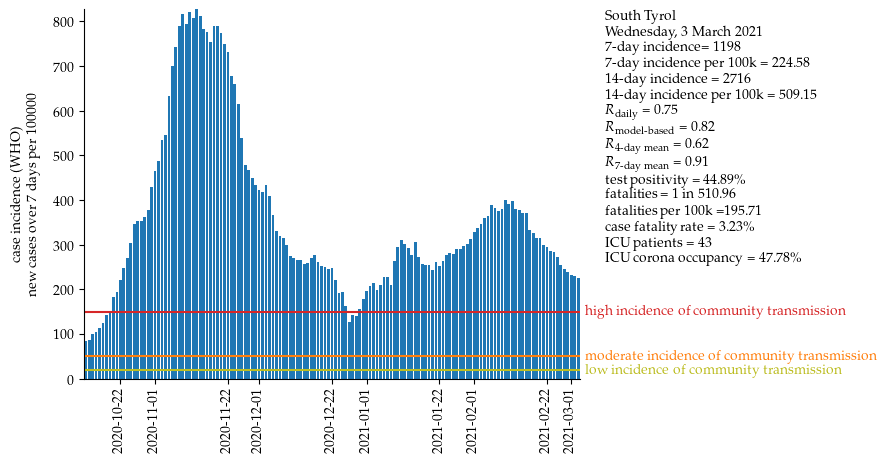 South Tyrol
Wednesday, 3 March 2021
7-day incidence= 1198
7-day incidence per 100k = 224.58
14-day incidence = 2716
14-day incidence per 100k = 509.15
R_daily = 0.75
R_model-based = 0.82
R_4-day mean = 0.62
R_7-day mean = 0.91
test positivity = 44.89%
fatalities = 1 in 510.96
fatalities per 100k =195.71
case fatality rate = 3.23%
ICU patients = 43
ICU corona occupancy = 47.78%
case incidence (WHO)
new cases over 7 days per 100000
800
700
600
500
400
300
200
100
0
high incidence of community transmission
moderate incidence of community transmission
low incidence of community transmission
2020-10-22
2020-11-01
2020-11-22
2020-12-01
2020-12-22
2021-01-01
2021-01-22
2021-02-01
2021-02-22
2021-03-01